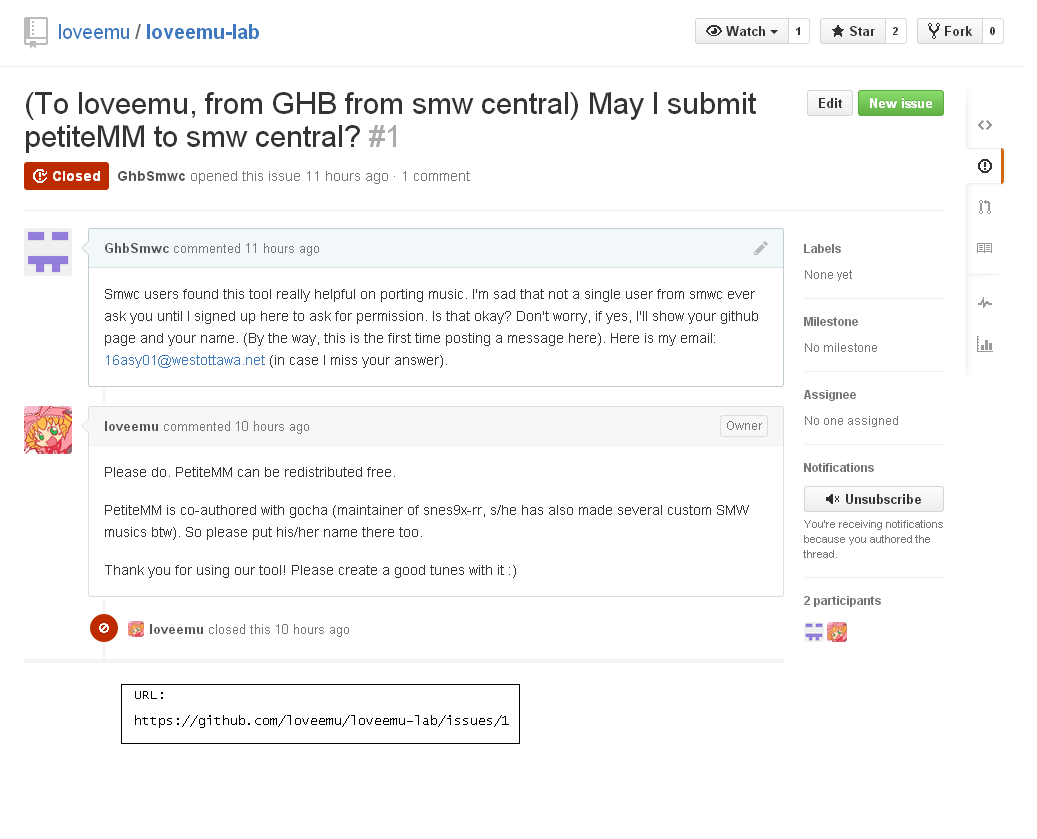 loveemu / loveemu-lab
Watch 1 Star 2 Fork 0
(To loveemu, from GHB from smw central) May I submit
petiteMM to smw central? #1
Edit New issue
Closed GhbSmwc opened this issue 11 hours ago · 1 comment
GhbSmwc commented 11 hours ago
Smwc users found this tool really helpful on porting music. I'm sad that not a single user from smwc ever
ask you until I signed up here to ask for permission. Is that okay? Don't worry, if yes, I'll show your github
page and your name. (By the way, this is the first time posting a message here). Here is my email:
16asy01@westottawa.net (in case I miss your answer).
loveemu commented 10 hours ago Owner
Please do. PetiteMM can be redistributed free.
PetiteMM is co-authored with gocha (maintainer of snes9x-rr, s/he has also made several custom SMW
musics btw). So please put his/her name there too.
Thank you for using our tool! Please create a good tunes with it :)
loveemu closed this 10 hours ago
Labels
None yet
Milestone
No milestone
Assignee
No one assigned
Notifications
Unsubscribe
You're receiving notifications
because you authored the
thread.
2 participants
URL:
https://github.com/loveemu/loveemu-lab/issues/1